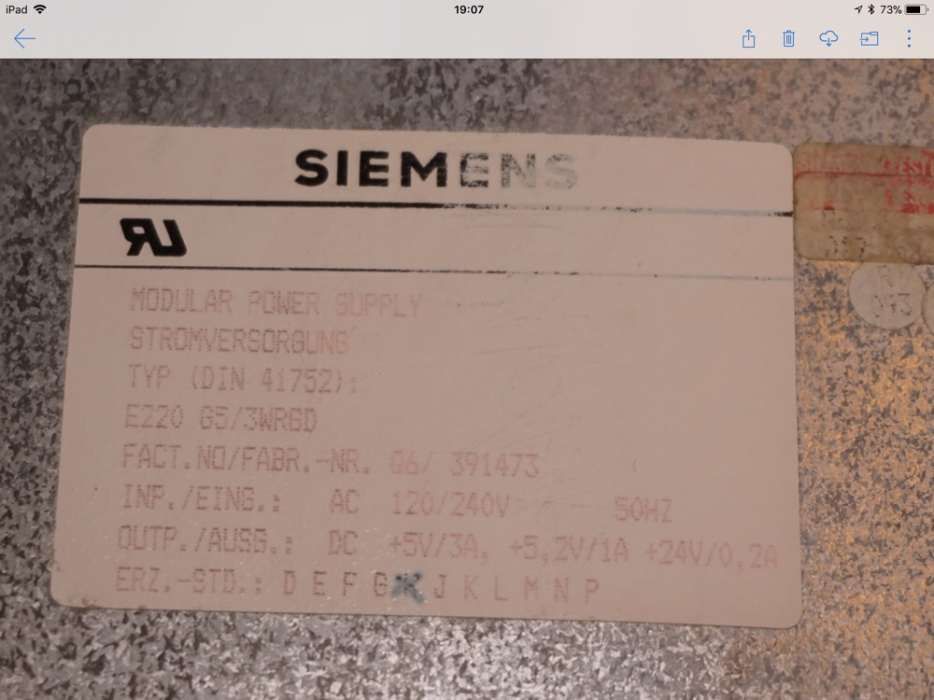 iPad
19:07
73%
SIEMENS
MODULAR POWER SUPPLY
STROMVERSORGUNG
TYP (DIN 41752):
E220 G5/3WRGD
FACT.NO/FABR.-NR. G6/ 391473
INP./EING.: AC 120/240V - 50HZ
OUTP./AUSG.: DC +5V/3A, +5,2V/1A +24V/0,2A
ERZ.-STD.: D E F G J K L M N P